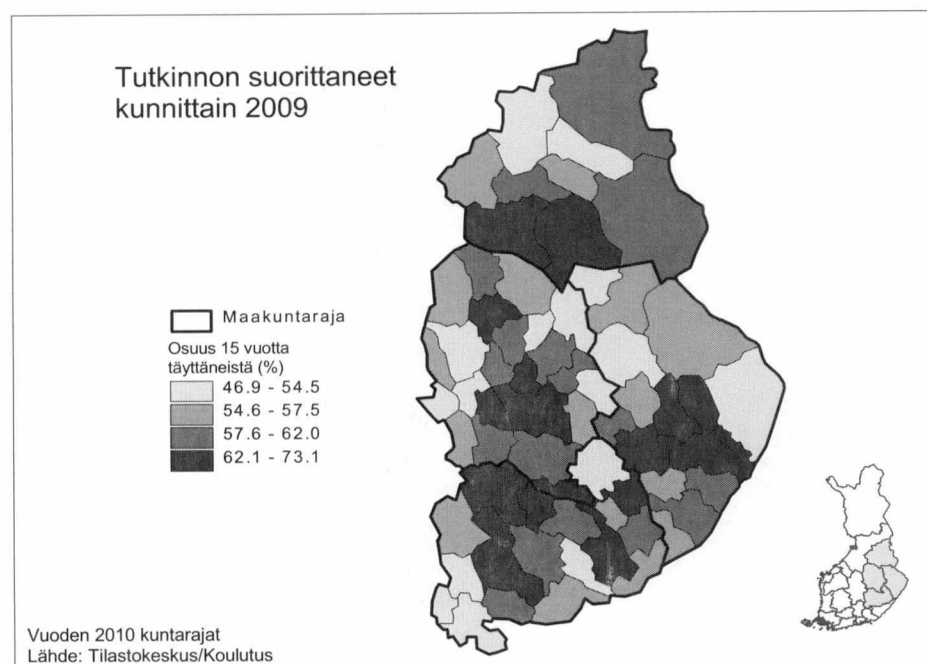 Tutkinnon suorittaneet
kunnittain 2009
Maakuntaraja
Osuus 15 vuotta
täyttäneistä (%)
46.9 - 54.5
54.6 - 57.5
57.6 - 62.0
62.1 - 73.1
Vuoden 2010 kuntarajat
Lähde: Tilastokeskus/Koulutus